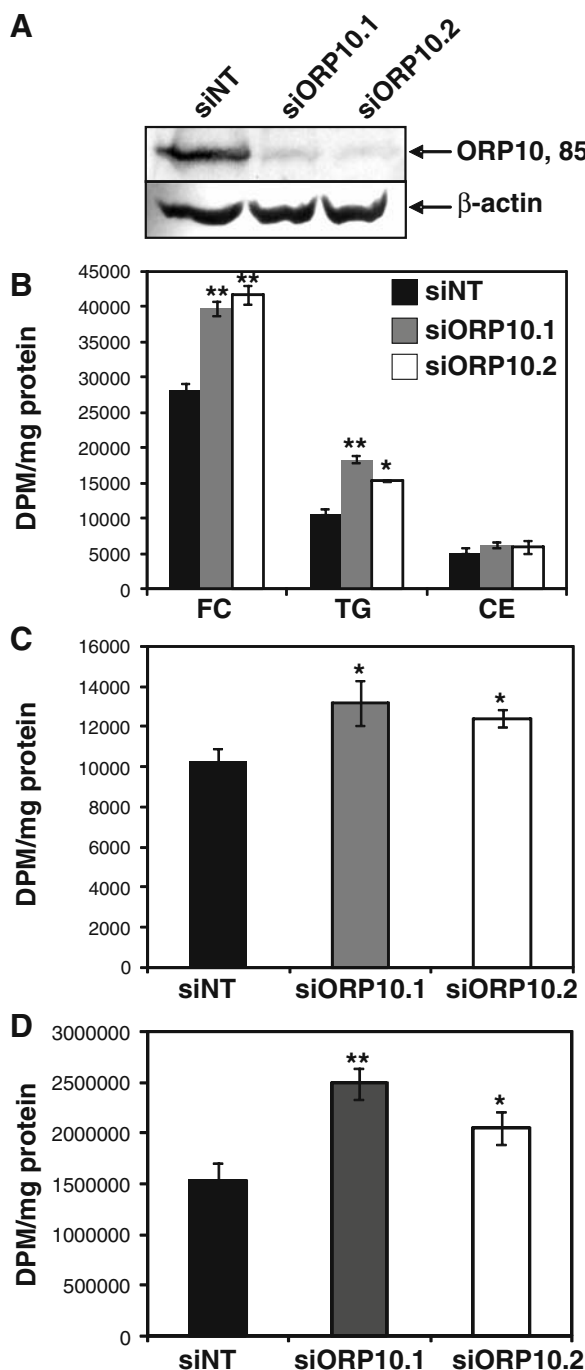 A
siNT
siORP10.1
siORP10.2
ORP10, 85
β-actin
B
45000
40000
35000
30000
25000
20000
15000
10000
5000
0
DPM/mg protein
** **
** *
siNT
siORP10.1
siORP10.2
FC TG CE
C
16000
14000
12000
10000
8000
6000
4000
2000
0
DPM/mg protein
* *
siNT siORP10.1 siORP10.2
D
3000000
2500000
2000000
1500000
1000000
500000
0
DPM/mg protein
** *
siNT siORP10.1 siORP10.2